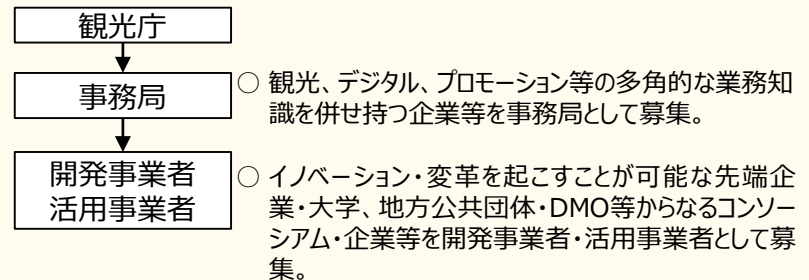 観光庁
事務局
○ 観光、デジタル、プロモーション等の多角的な業務知
識を併せ持つ企業等を事務局として募集。
開発事業者
活用事業者
○ イノベーション・変革を起こすことが可能な先端企
業・大学、地方公共団体・DMO等からなるコンソー
シアム・企業等を開発事業者・活用事業者として募
集。